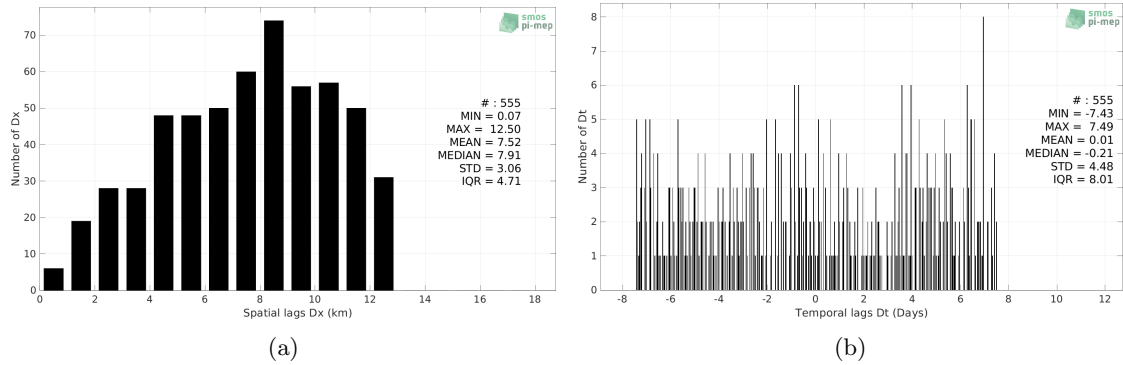 smos
pi-mep
70
60
50
40
30
20
10
0
Number of Dx
# : 555
MIN = 0.07
MAX = 12.50
MEAN = 7.52
MEDIAN = 7.91
STD = 3.06
IQR = 4.71
0 2 4 6 8 10 12 14 16 18
Spatial lags Dx (km)
(a)
smos
pi-mep
8
7
6
5
4
3
2
1
0
Number of Dt
# : 555
MIN = -7.43
MAX = 7.49
MEAN = 0.01
MEDIAN = -0.21
STD = 4.48
IQR = 8.01
-8 -6 -4 -2 0 2 4 6 8 10 12
Temporal lags Dt (Days)
(b)